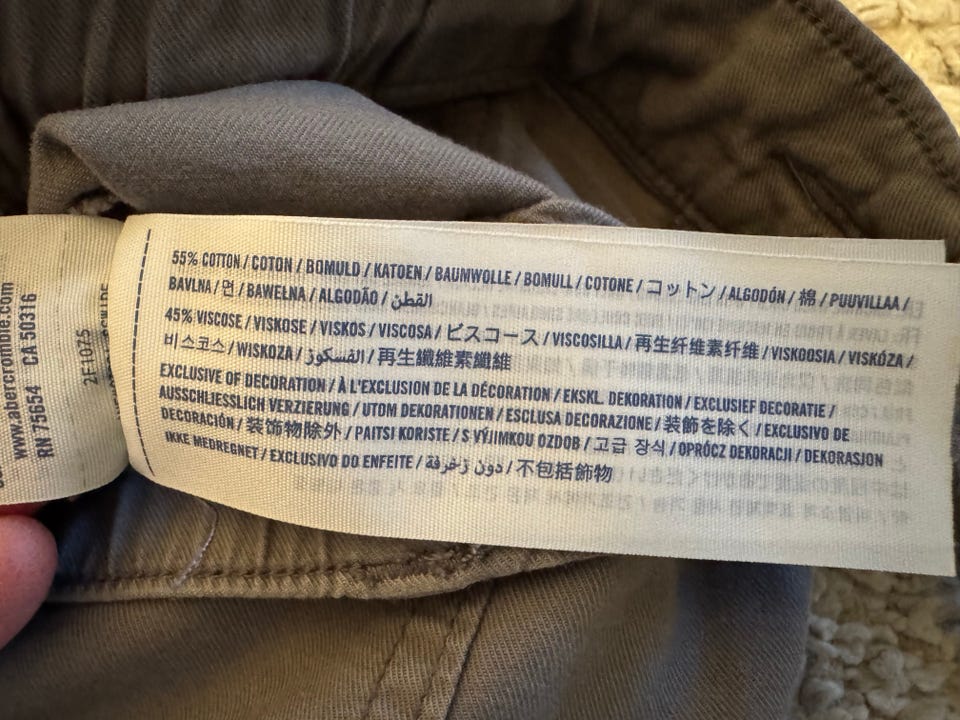 www.abercrombie.com
RN 75654 CA 50316
2F1075
55% COTTON / COTON / BOMULD / KATOEN / BAUMWOLLE / BOMULL / COTONE / コットン / ALGODÓN / 棉 / PUUVILLAA /
BAVLNA / 면 / BAWEŁNA / ALGODÃO / القطن
45% VISCOSE / VISKOSE / VISKOS / VISCOSA / ビスコース / VISCOSILLA / 再生纤维素纤维 / VISKOOSIA / VISKÓZA /
비스코스 / WISKOZA / الفسكوز / 再生纖維素纖維
EXCLUSIVE OF DECORATION / À L'EXCLUSION DE LA DÉCORATION / EKSKL. DEKORATION / EXCLUSIEF DECORATIE /
AUSSCHLIESSLICH VERZIERUNG / UTOM DEKORATIONEN / ESCLUSA DECORAZIONE / 装飾を除く / EXCLUSIVO DE
DECORACIÓN / 装饰物除外 / PAITSI KORISTE / S VÝJIMKOU OZDOB / 고급 장식 / OPRÓCZ DEKORACJI / DEKORASJON
IKKE MEDREGNET / EXCLUSIVO DO ENFEITE / دون زخرفة / 不包括飾物